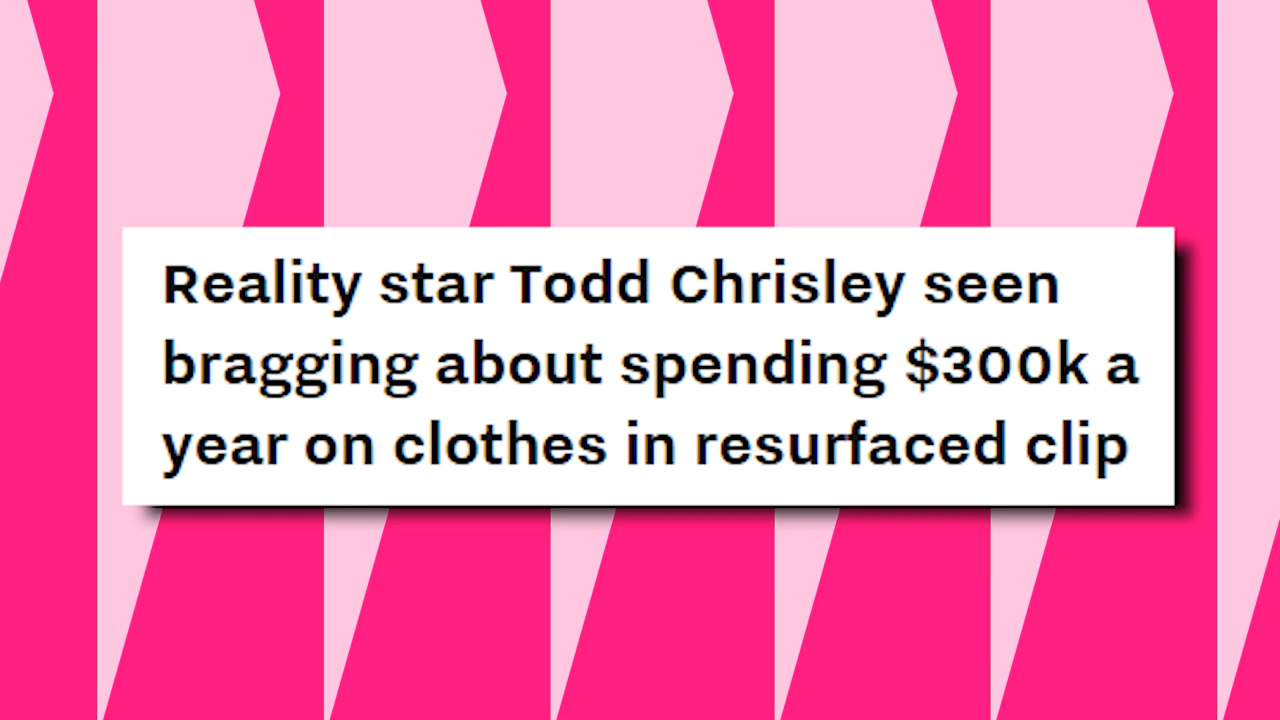 Reality star Todd Chrisley seen
bragging about spending $300k a
year on clothes in resurfaced clip